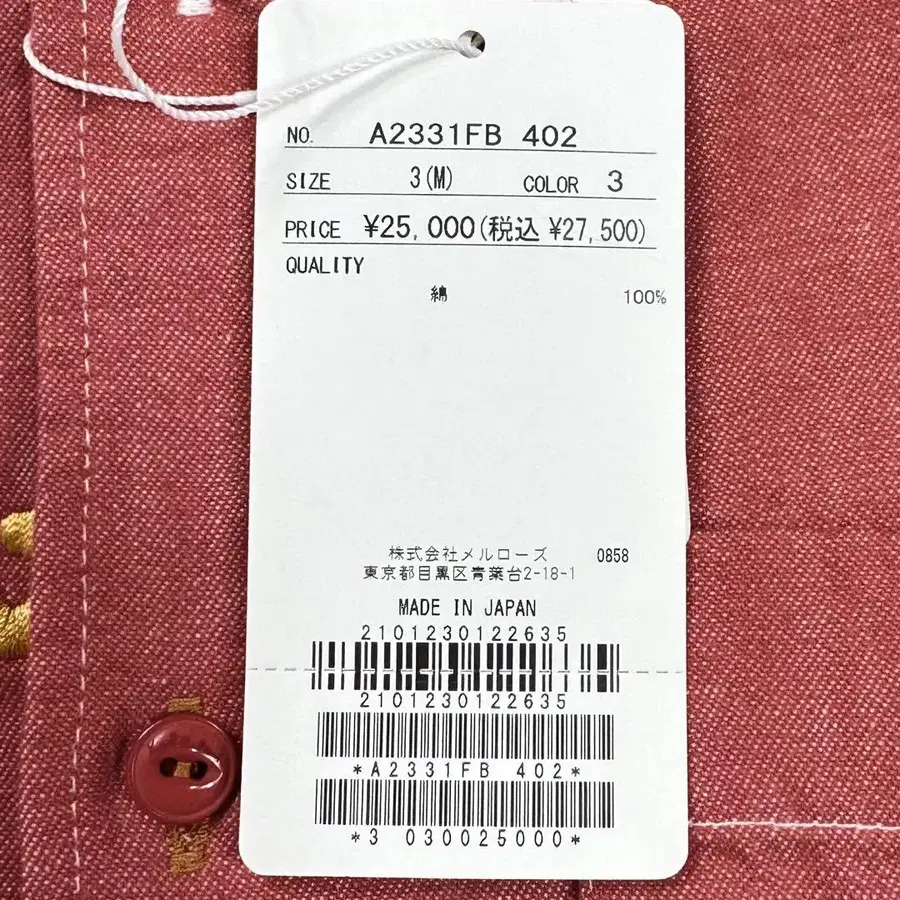 NO. A2331FB 402
SIZE 3(M) COLOR 3
PRICE ¥25,000(税込 ¥27,500)
QUALITY
綿 100%
株式会社メルローズ 0858
東京都目黒区青葉台2-18-1
MADE IN JAPAN
2101230122635
2101230122635
*A2331FB 402*
*3 030025000*